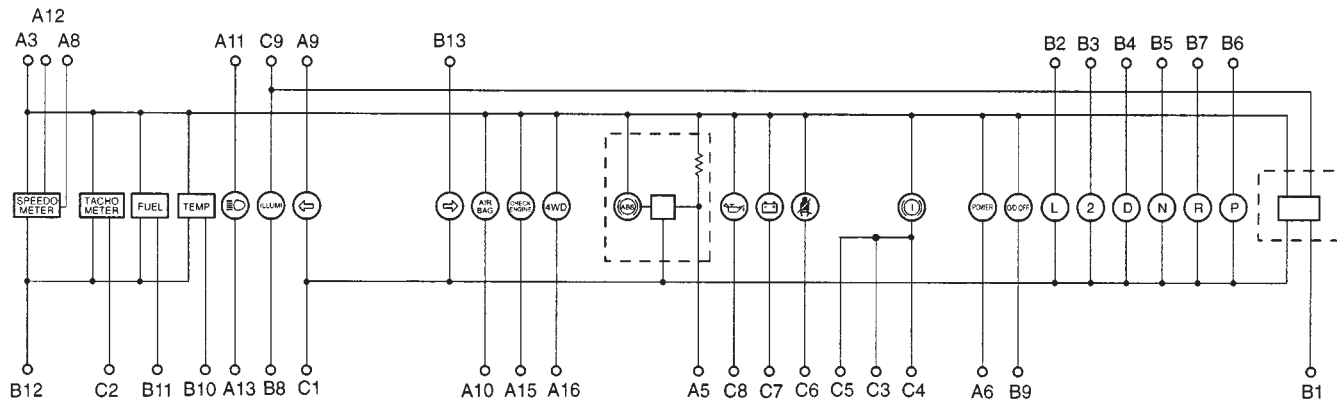 A12
A3 A8 A11 C9 A9 B13 B2 B3 B4 B5 B7 B6
SPEEDO METER
TACHO METER
FUEL
TEMP
ILLUMI
AIR BAG
CHECK ENGINE
4WD
ABS
POWER
O/D OFF
L
2
D
N
R
P
B12 C2 B11 B10 A13 B8 C1 A10 A15 A16 A5 C8 C7 C6 C5 C3 C4 A6 B9 B1